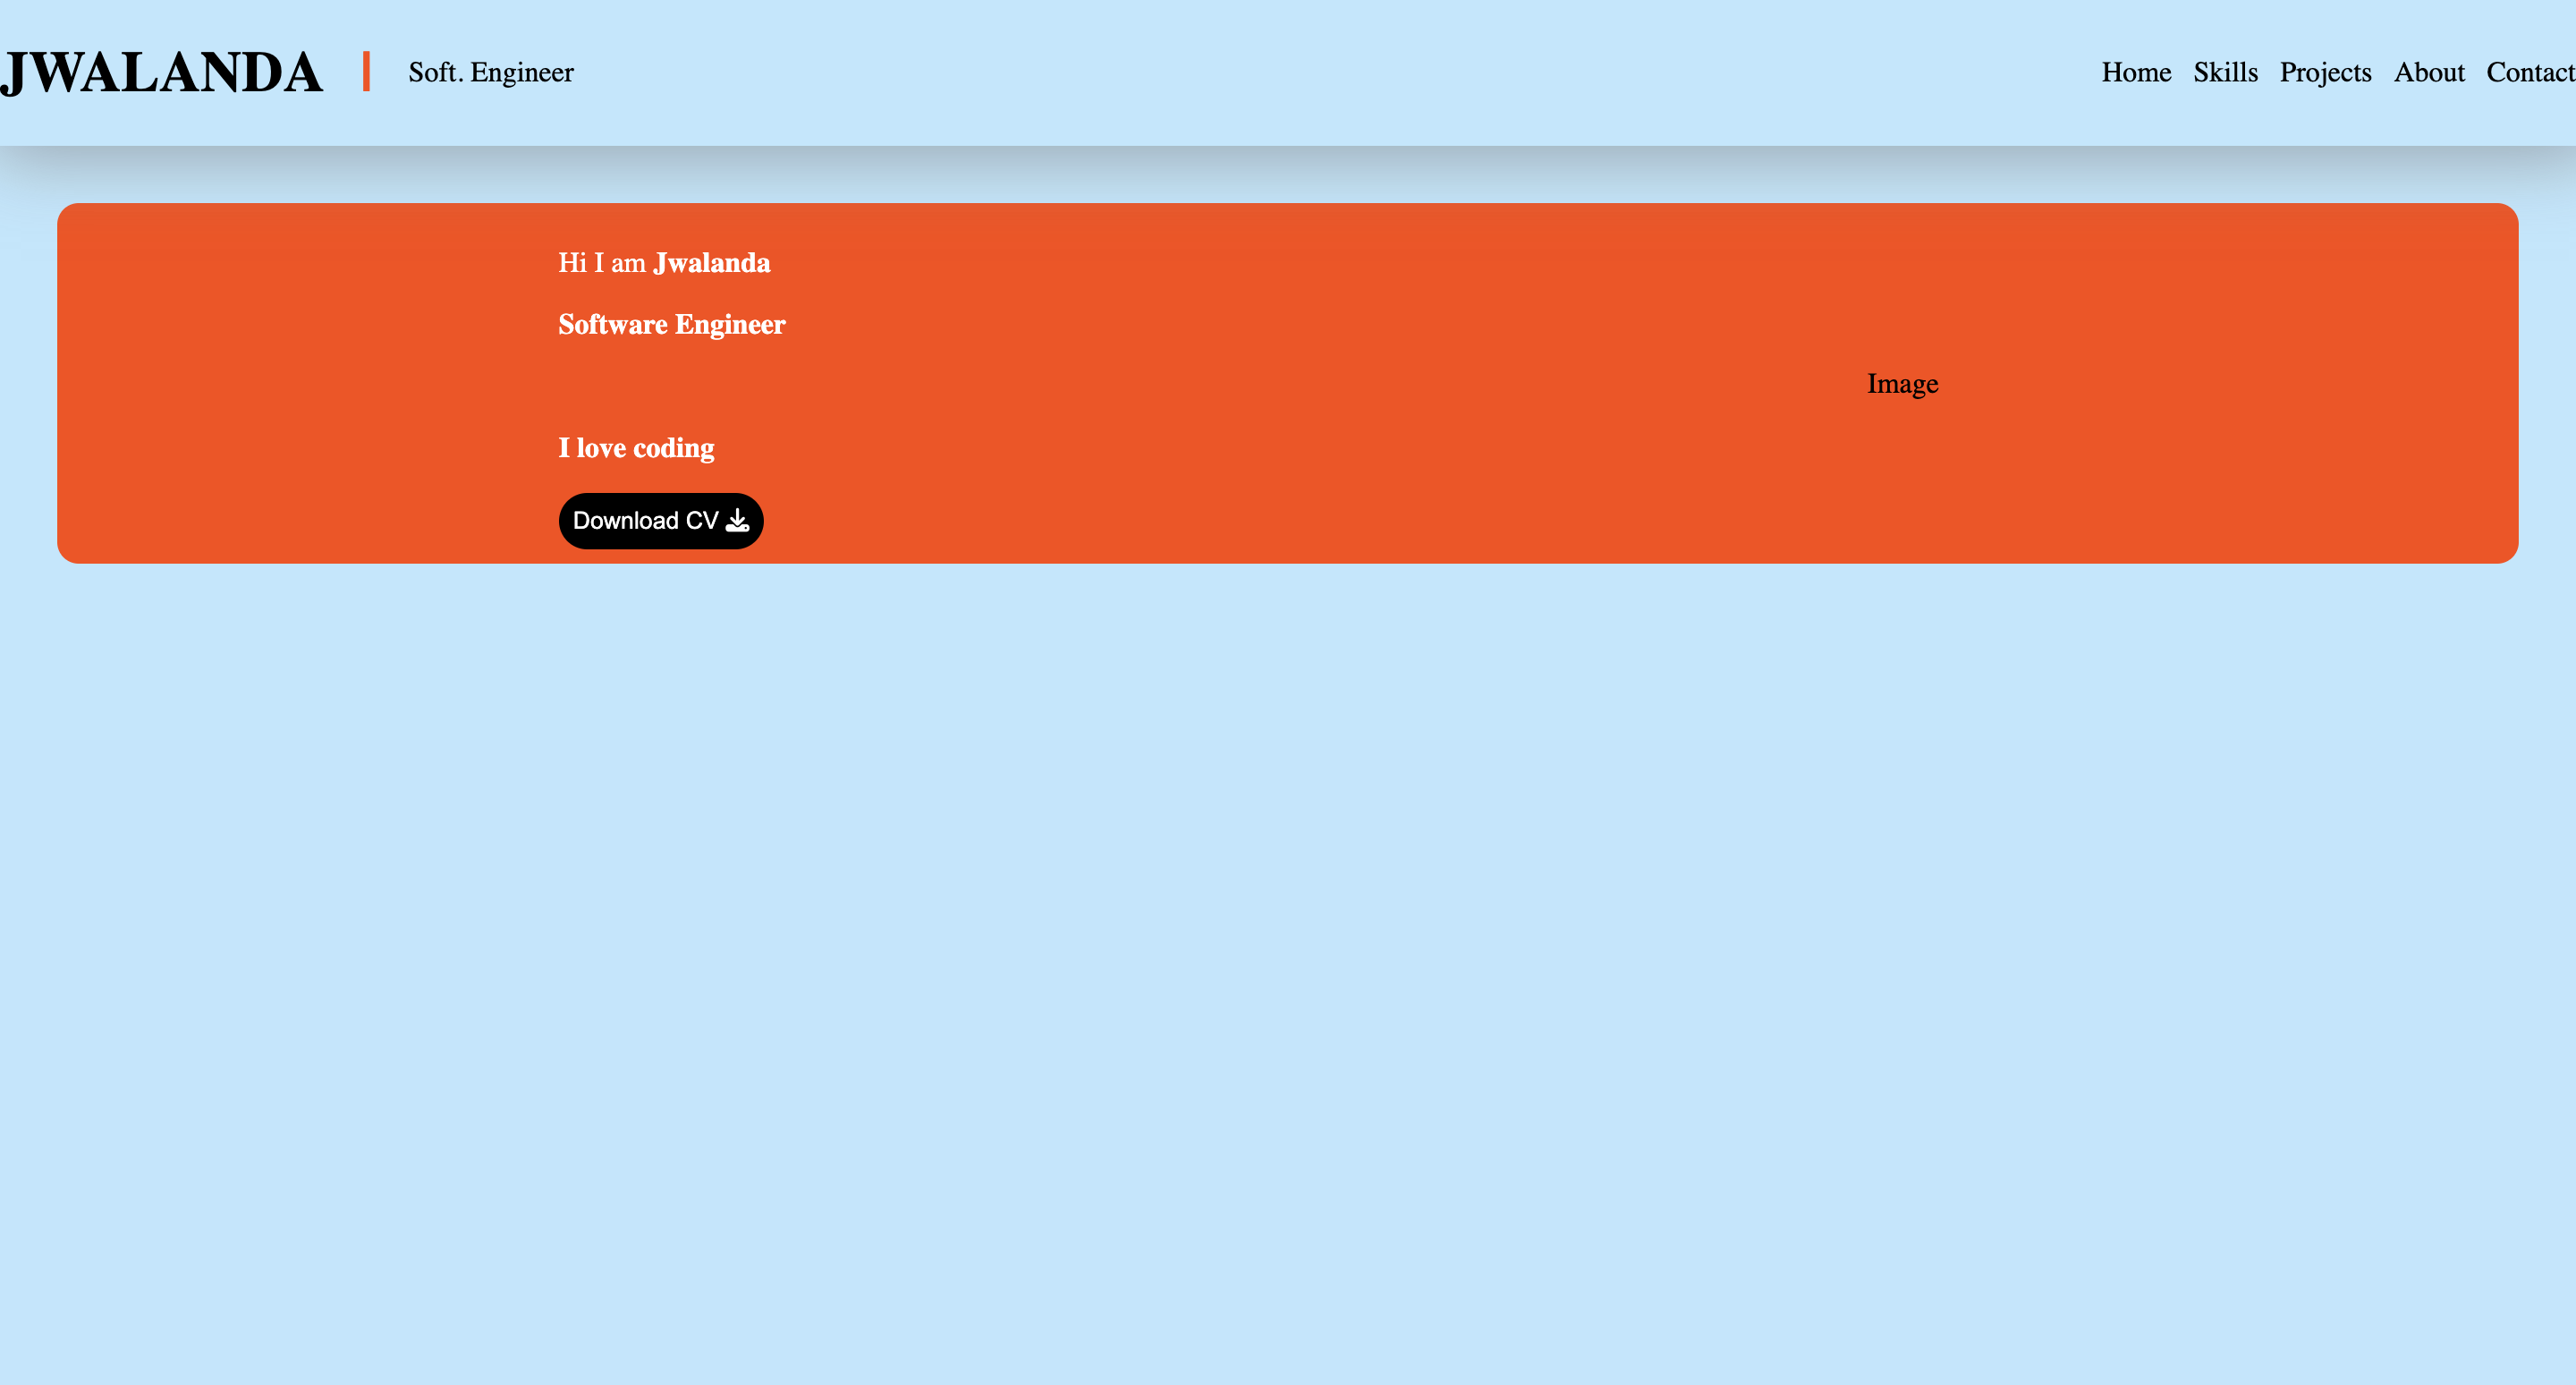 JWALANDA | Soft. Engineer Home Skills Projects About Contact
Hi I am Jwalanda
Software Engineer
Image
I love coding
Download CV